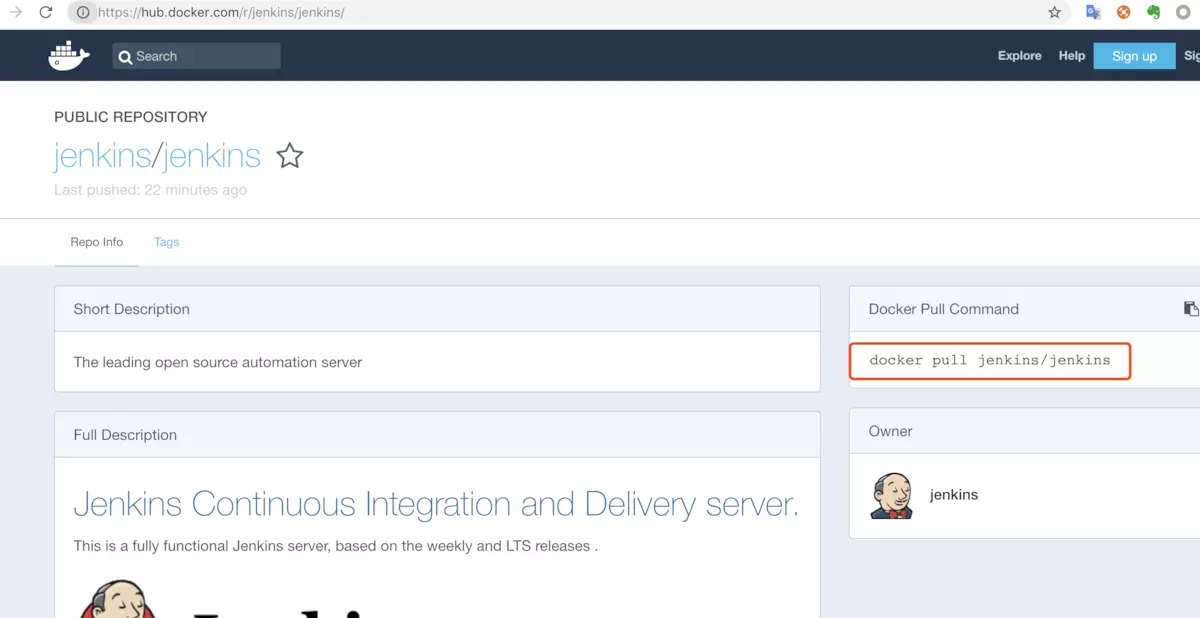 https://hub.docker.com/r/jenkins/jenkins/
Search
Explore Help Sign up
PUBLIC REPOSITORY
jenkins/jenkins
Last pushed: 22 minutes ago
Repo Info Tags
Short Description
The leading open source automation server
Docker Pull Command
docker pull jenkins/jenkins
Full Description
Jenkins Continuous Integration and Delivery server.
This is a fully functional Jenkins server, based on the weekly and LTS releases .
Owner
jenkins